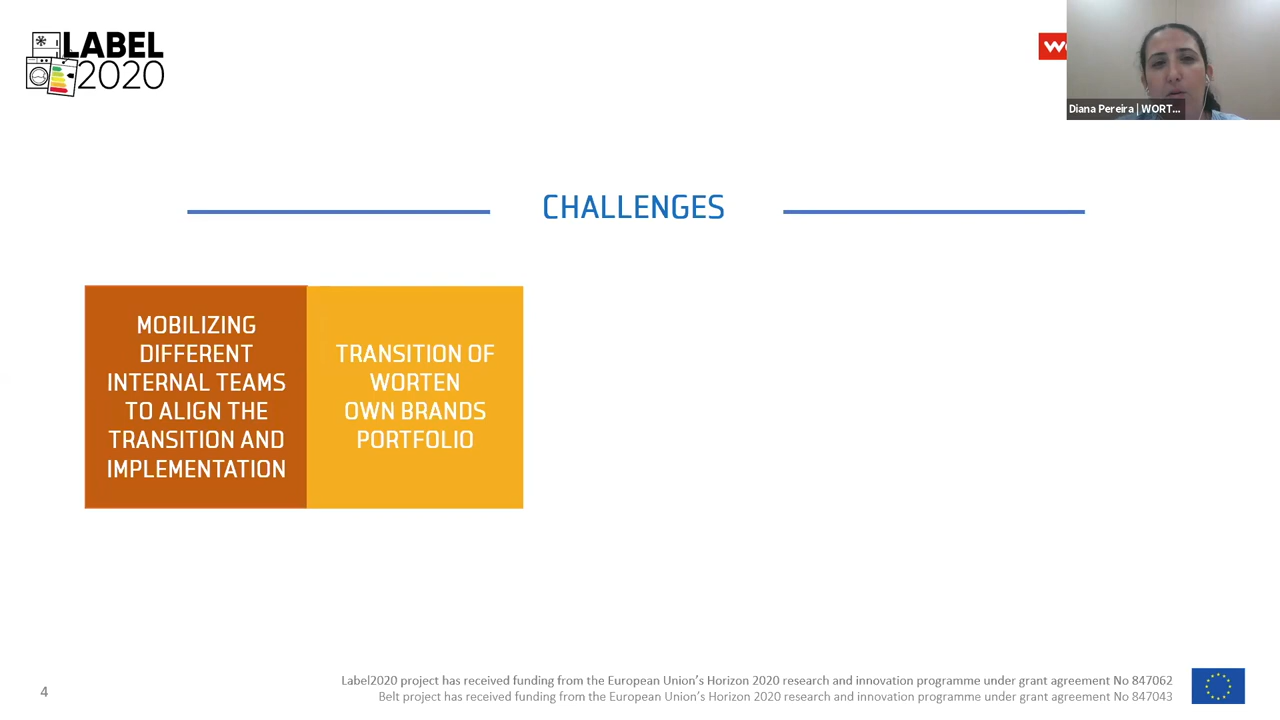 LABEL
2020
Diana Pereira | WORT...
CHALLENGES
MOBILIZING
DIFFERENT
INTERNAL TEAMS
TO ALIGN THE
TRANSITION AND
IMPLEMENTATION
TRANSITION OF
WORTEN
OWN BRANDS
PORTFOLIO
4
Label2020 project has received funding from the European Union's Horizon 2020 research and innovation programme under grant agreement No 847062
Belt project has received funding from the European Union's Horizon 2020 research and innovation programme under grant agreement No 847043